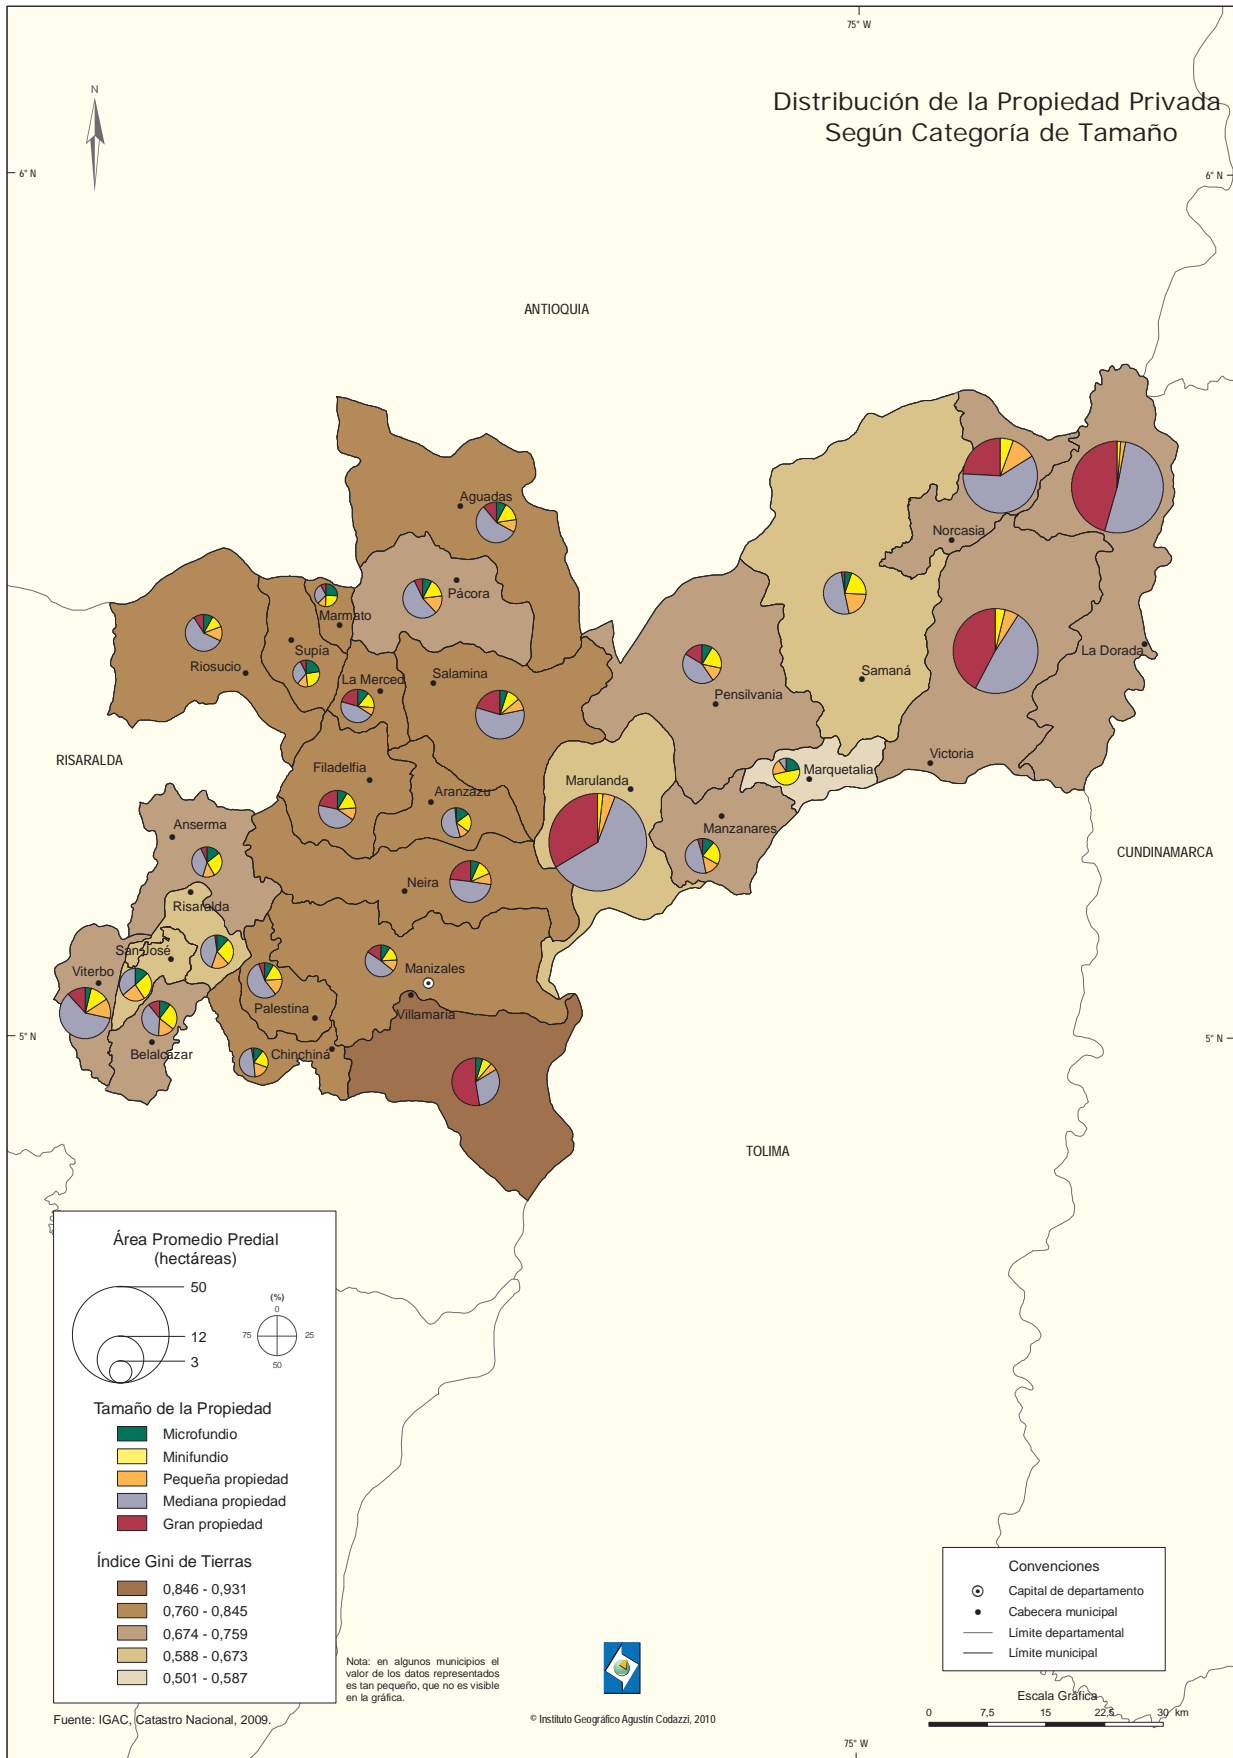 75° W
N
Distribución de la Propiedad Privada
Según Categoría de Tamaño
6° N
6° N
ANTIOQUIA
Aguadas
Norcasia
Pácora
Marmato
Supía
Riosucio
La Merced
Salamina
La Dorada
Samaná
Pensilvania
RISARALDA
Victoria
Filadelfia
Marulanda
Marquetalia
Aranzazu
Anserma
Manzanares
CUNDINAMARCA
Neira
Risaralda
San José
Viterbo
Manizales
Palestina
Villamaría
5° N
Belalcázar
Chinchiná
5° N
TOLIMA
Área Promedio Predial
(hectáreas)
50
12
3
(%)
0
75
25
50
Tamaño de la Propiedad
Microfundio
Minifundio
Pequeña propiedad
Mediana propiedad
Gran propiedad
Índice Gini de Tierras
0,846 - 0,931
0,760 - 0,845
0,674 - 0,759
0,588 - 0,673
0,501 - 0,587
Fuente: IGAC, Catastro Nacional, 2009.
Nota: en algunos municipios el
valor de los datos representados
es tan pequeño, que no es visible
en la gráfica.
© Instituto Geográfico Agustín Codazzi, 2010
Convenciones
Capital de departamento
Cabecera municipal
Límite departamental
Límite municipal
Escala Gráfica
0 7,5 15 22,5 30 km
75° W